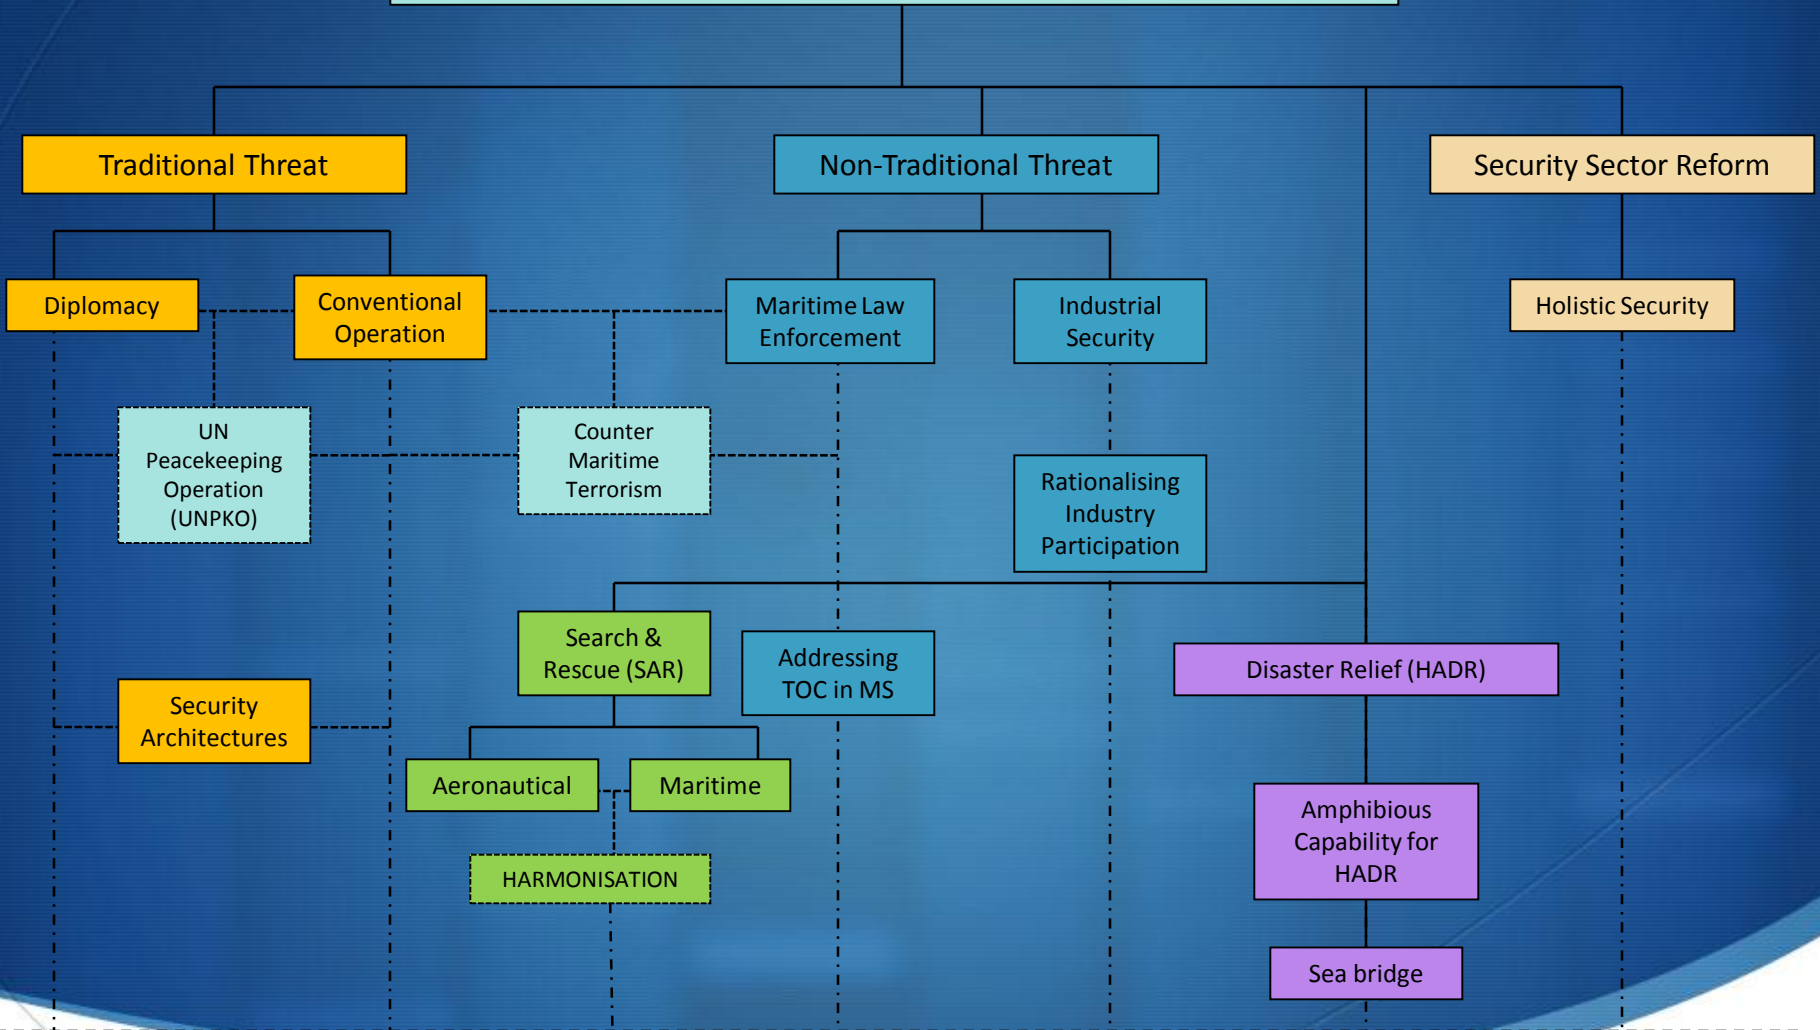 Traditional Threat
Non-Traditional Threat
Security Sector Reform
Diplomacy
Conventional
Operation
Maritime Law
Enforcement
Industrial
Security
Holistic Security
UN
Peacekeeping
Operation
(UNPKO)
Counter
Maritime
Terrorism
Rationalising
Industry
Participation
Search &
Rescue (SAR)
Addressing
TOC in MS
Disaster Relief (HADR)
Security
Architectures
Aeronautical
Maritime
Amphibious
Capability for
HADR
HARMONISATION
Sea bridge